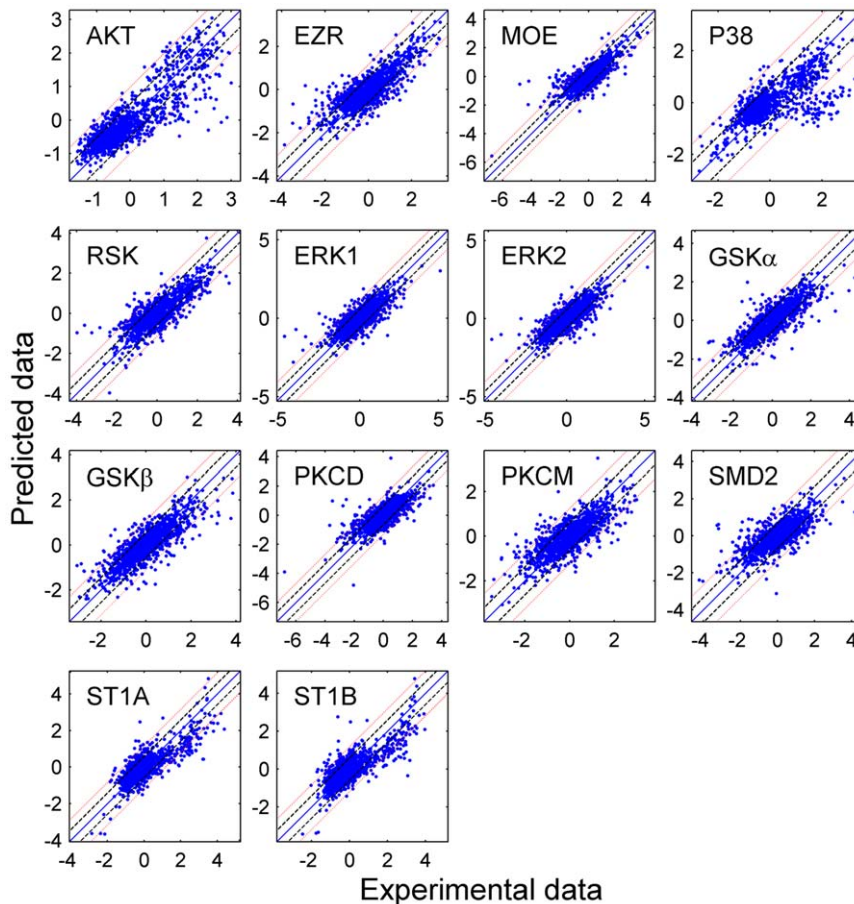 AKT EZR MOE P38
3 2 1 0 -1
2 0 -2 -4
4 2 0 -2 -4 -6
2 0 -2
-1 0 1 2 3
-4 -2 0 2
-6 -4 -2 0 2 4
-2 0 2
RSK ERK1 ERK2 GSKα
4 2 0 -2 -4
5 0 -5
5 0 -5
4 2 0 -2 -4
-4 -2 0 2 4
-5 0 5
-5 0 5
-4 -2 0 2 4
Predicted data
GSKβ PKCD PKCM SMD2
4 2 0 -2
4 2 0 -2 -4 -6
2 0 -2
4 2 0 -2 -4
-2 0 2 4
-6 -4 -2 0 2 4
-2 0 2
-4 -2 0 2 4
ST1A ST1B
4 2 0 -2 -4
4 2 0 -2
-4 -2 0 2 4
-2 0 2 4
Experimental data